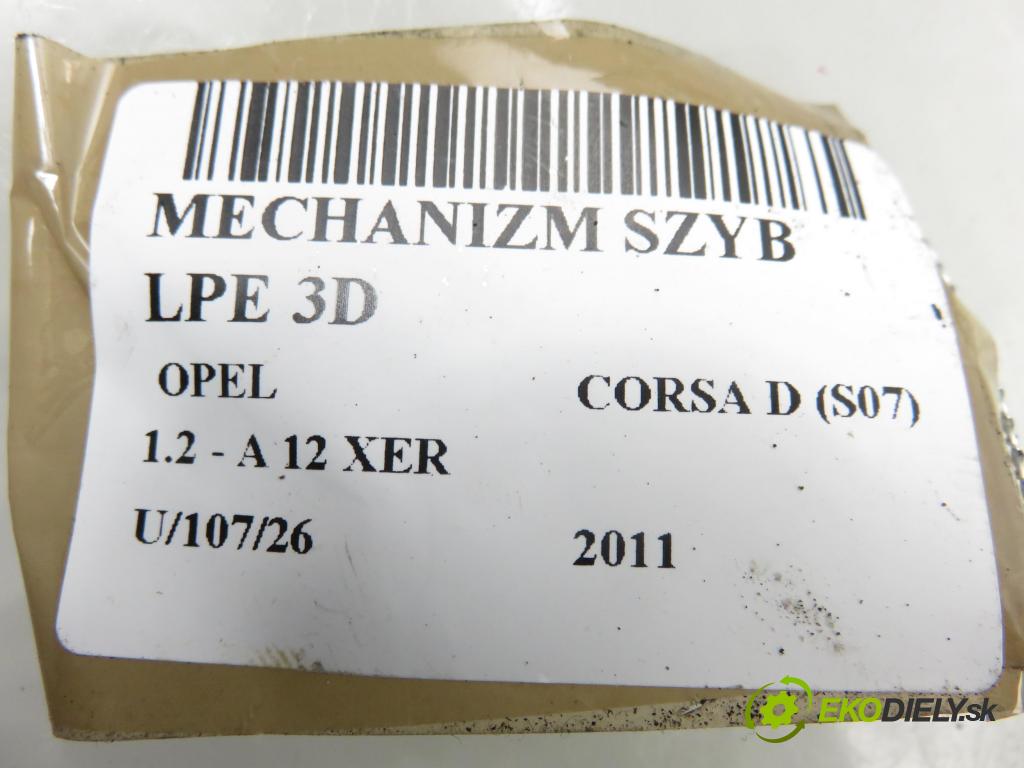 MECHANIZM SZYB
LPE 3D
OPEL CORSA D (S07)
1.2 - A 12 XER
U/107/26 2011
EKODIELY.sk